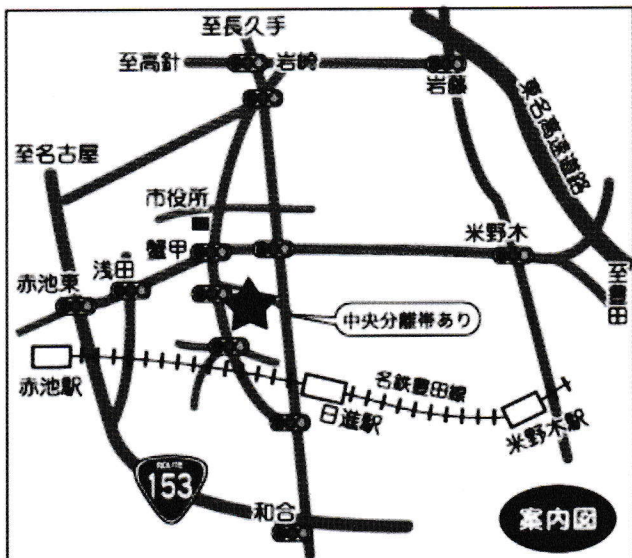 至長久手
至高針
岩崎
岩藤
東名高速道路
至名古屋
市役所
蟹甲
米野木
浅田
赤池東
至豊田
中央分離帯あり
赤池駅
名鉄豊田線
日進駅
米野木駅
ROUTE
153
和合
案内図